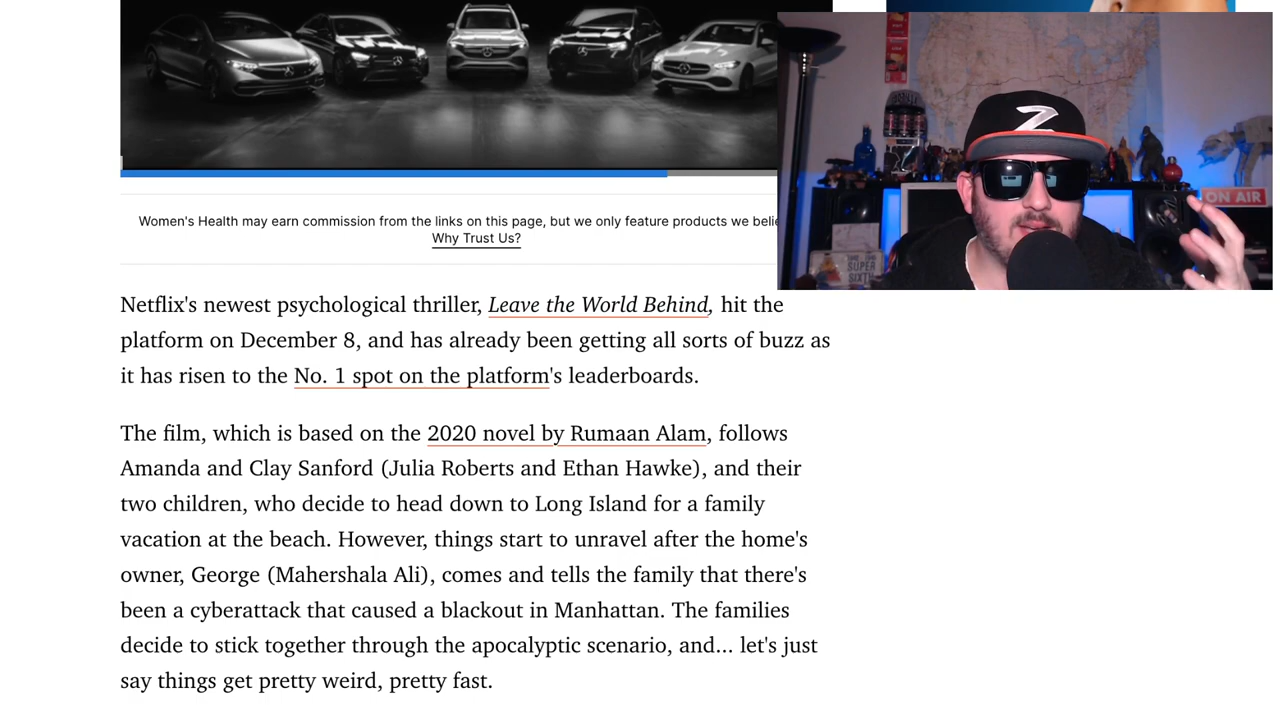 Women's Health may earn commission from the links on this page, but we only feature products we
Why Trust Us?
Netflix's newest psychological thriller, Leave the World Behind, hit the
platform on December 8, and has already been getting all sorts of buzz as
it has risen to the No. 1 spot on the platform's leaderboards.
The film, which is based on the 2020 novel by Rumaan Alam, follows
Amanda and Clay Sanford (Julia Roberts and Ethan Hawke), and their
two children, who decide to head down to Long Island for a family
vacation at the beach. However, things start to unravel after the home's
owner, George (Mahershala Ali), comes and tells the family that there's
been a cyberattack that caused a blackout in Manhattan. The families
decide to stick together through the apocalyptic scenario, and... let's just
say things get pretty weird, pretty fast.
Z
ON AIR
SUPER
SIXTH